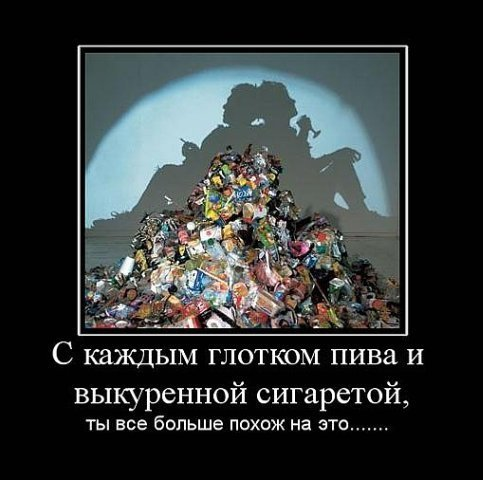 С каждым глотком пива и
выкуренной сигаретой,
ты все больше похож на это.......